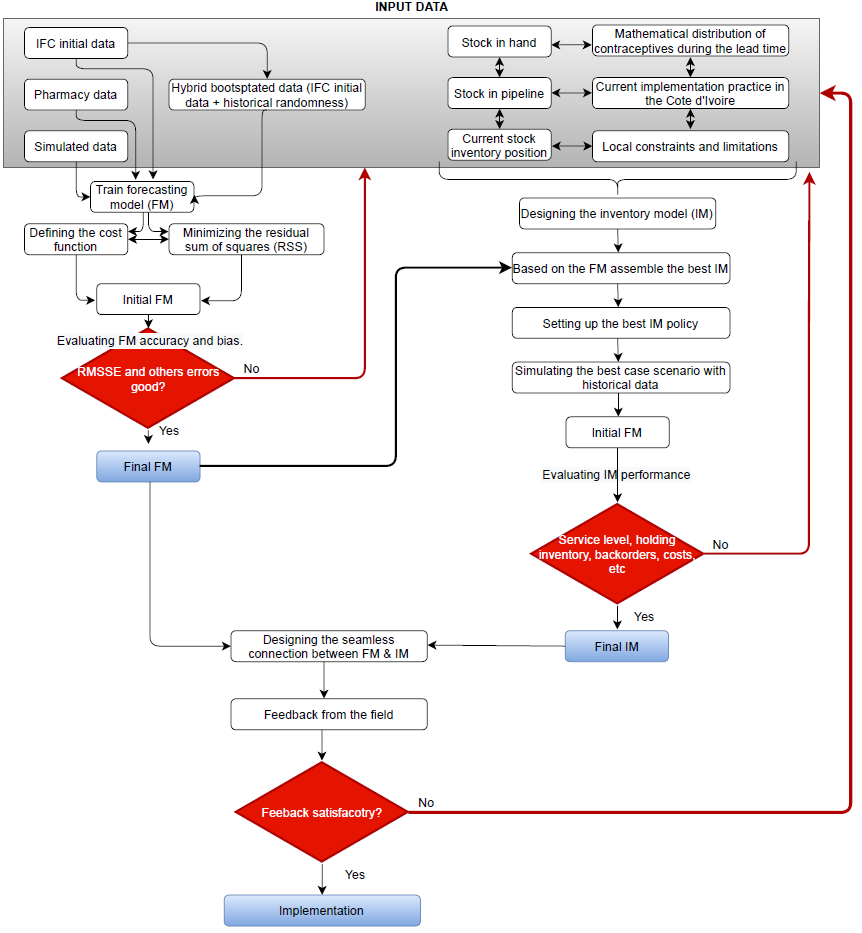 INPUT DATA
IFC initial data
Pharmacy data
Simulated data
Hybrid bootsptated data (IFC initial
data + historical randomness)
Stock in hand
Stock in pipeline
Current stock
inventory position
Mathematical distribution of
contraceptives during the lead time
Current implementation practice in
the Cote d'Ivoire
Local constraints and limitations
Train forecasting
model (FM)
Defining the cost
function
Minimizing the residual
sum of squares (RSS)
Initial FM
Evaluating FM accuracy and bias.
RMSSE and others errors
good?
No
Yes
Final FM
Designing the inventory model (IM)
Based on the FM assemble the best IM
Setting up the best IM policy
Simulating the best case scenario with
historical data
Initial FM
Evaluating IM performance
Service level, holding
inventory, backorders, costs,
etc
No
Yes
Final IM
Designing the seamless
connection between FM & IM
Feedback from the field
Feeback satisfacotry?
No
Yes
Implementation